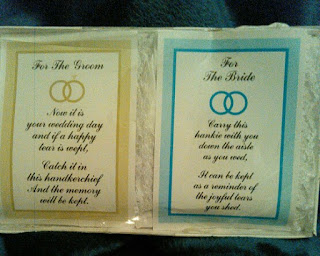 For The Groom
Now it is
your wedding day
and if a happy
tear is wept,
Catch it in
this handkerchief
And the memory
will be kept.
For
The Bride
Carry this
hankie with you
down the aisle
as you wed,
It can be kept
as a reminder of
the joyful tears
you shed.